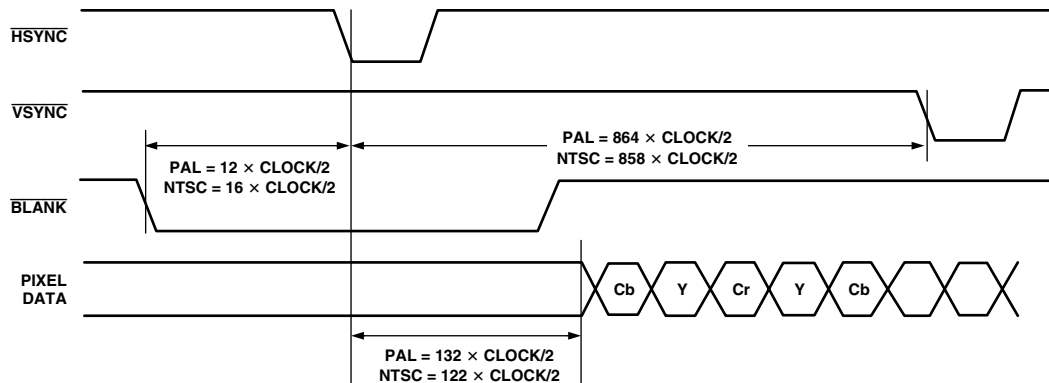 HSYNC
VSYNC
PAL = 864 × CLOCK/2
NTSC = 858 × CLOCK/2
PAL = 12 × CLOCK/2
NTSC = 16 × CLOCK/2
BLANK
PIXEL
DATA
Cb Y Cr Y Cb
PAL = 132 × CLOCK/2
NTSC = 122 × CLOCK/2